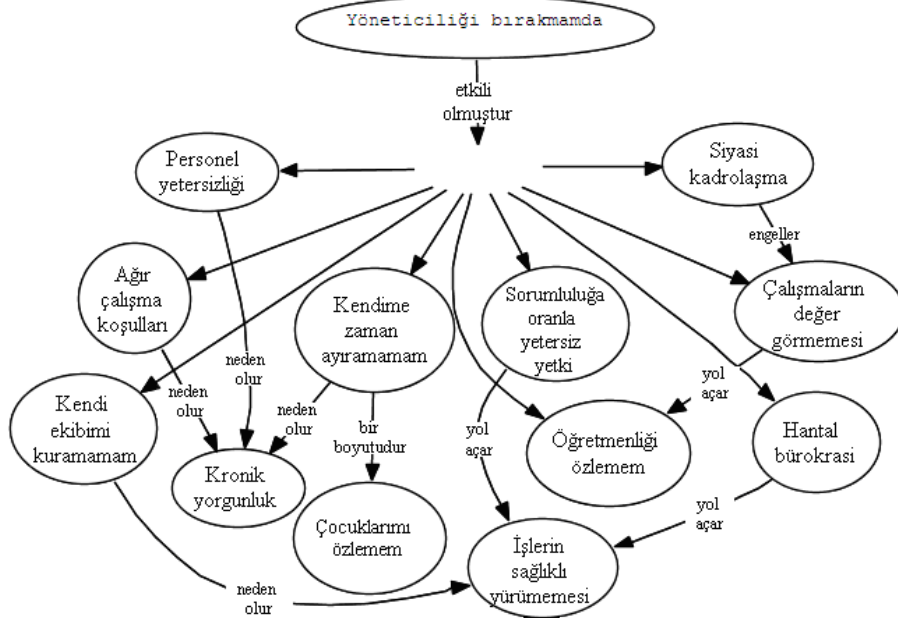 Yöneticiliği bırakmamda
etkili
olmuştur
Personel
yetersizliği
Siyasi
kadrolaşma
engeller
Ağır
çalışma
koşulları
Kendime
zaman
ayıramamam
Sorumluluğa
oranla
yetersiz
yetki
Çalışmaların
değer
görmemesi
neden
olur
neden
olur
neden
olur
bir
boyutudur
yol
açar
yol
açar
Kendi
ekibimi
kuramamam
Kronik
yorgunluk
Öğretmenliği
özlemem
Hantal
bürokrasi
Çocuklarımı
özlemem
yol
açar
İşlerin
sağlıklı
yürümemesi
neden
olur